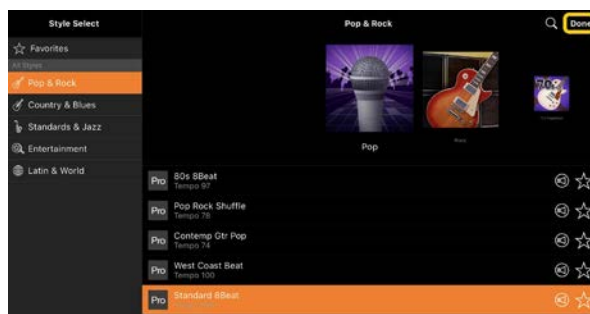 Style Select
Pop & Rock
Done
Favorites
All Styles
Pop & Rock
Country & Blues
Standards & Jazz
Entertainment
Latin & World
70s
Pop
Rock
Pro
80s 8Beat
Tempo 97
Pro
Pop Rock Shuffle
Tempo 78
Pro
Contemp Gtr Pop
Tempo 74
Pro
West Coast Beat
Tempo 100
Pro
Standard 8Beat